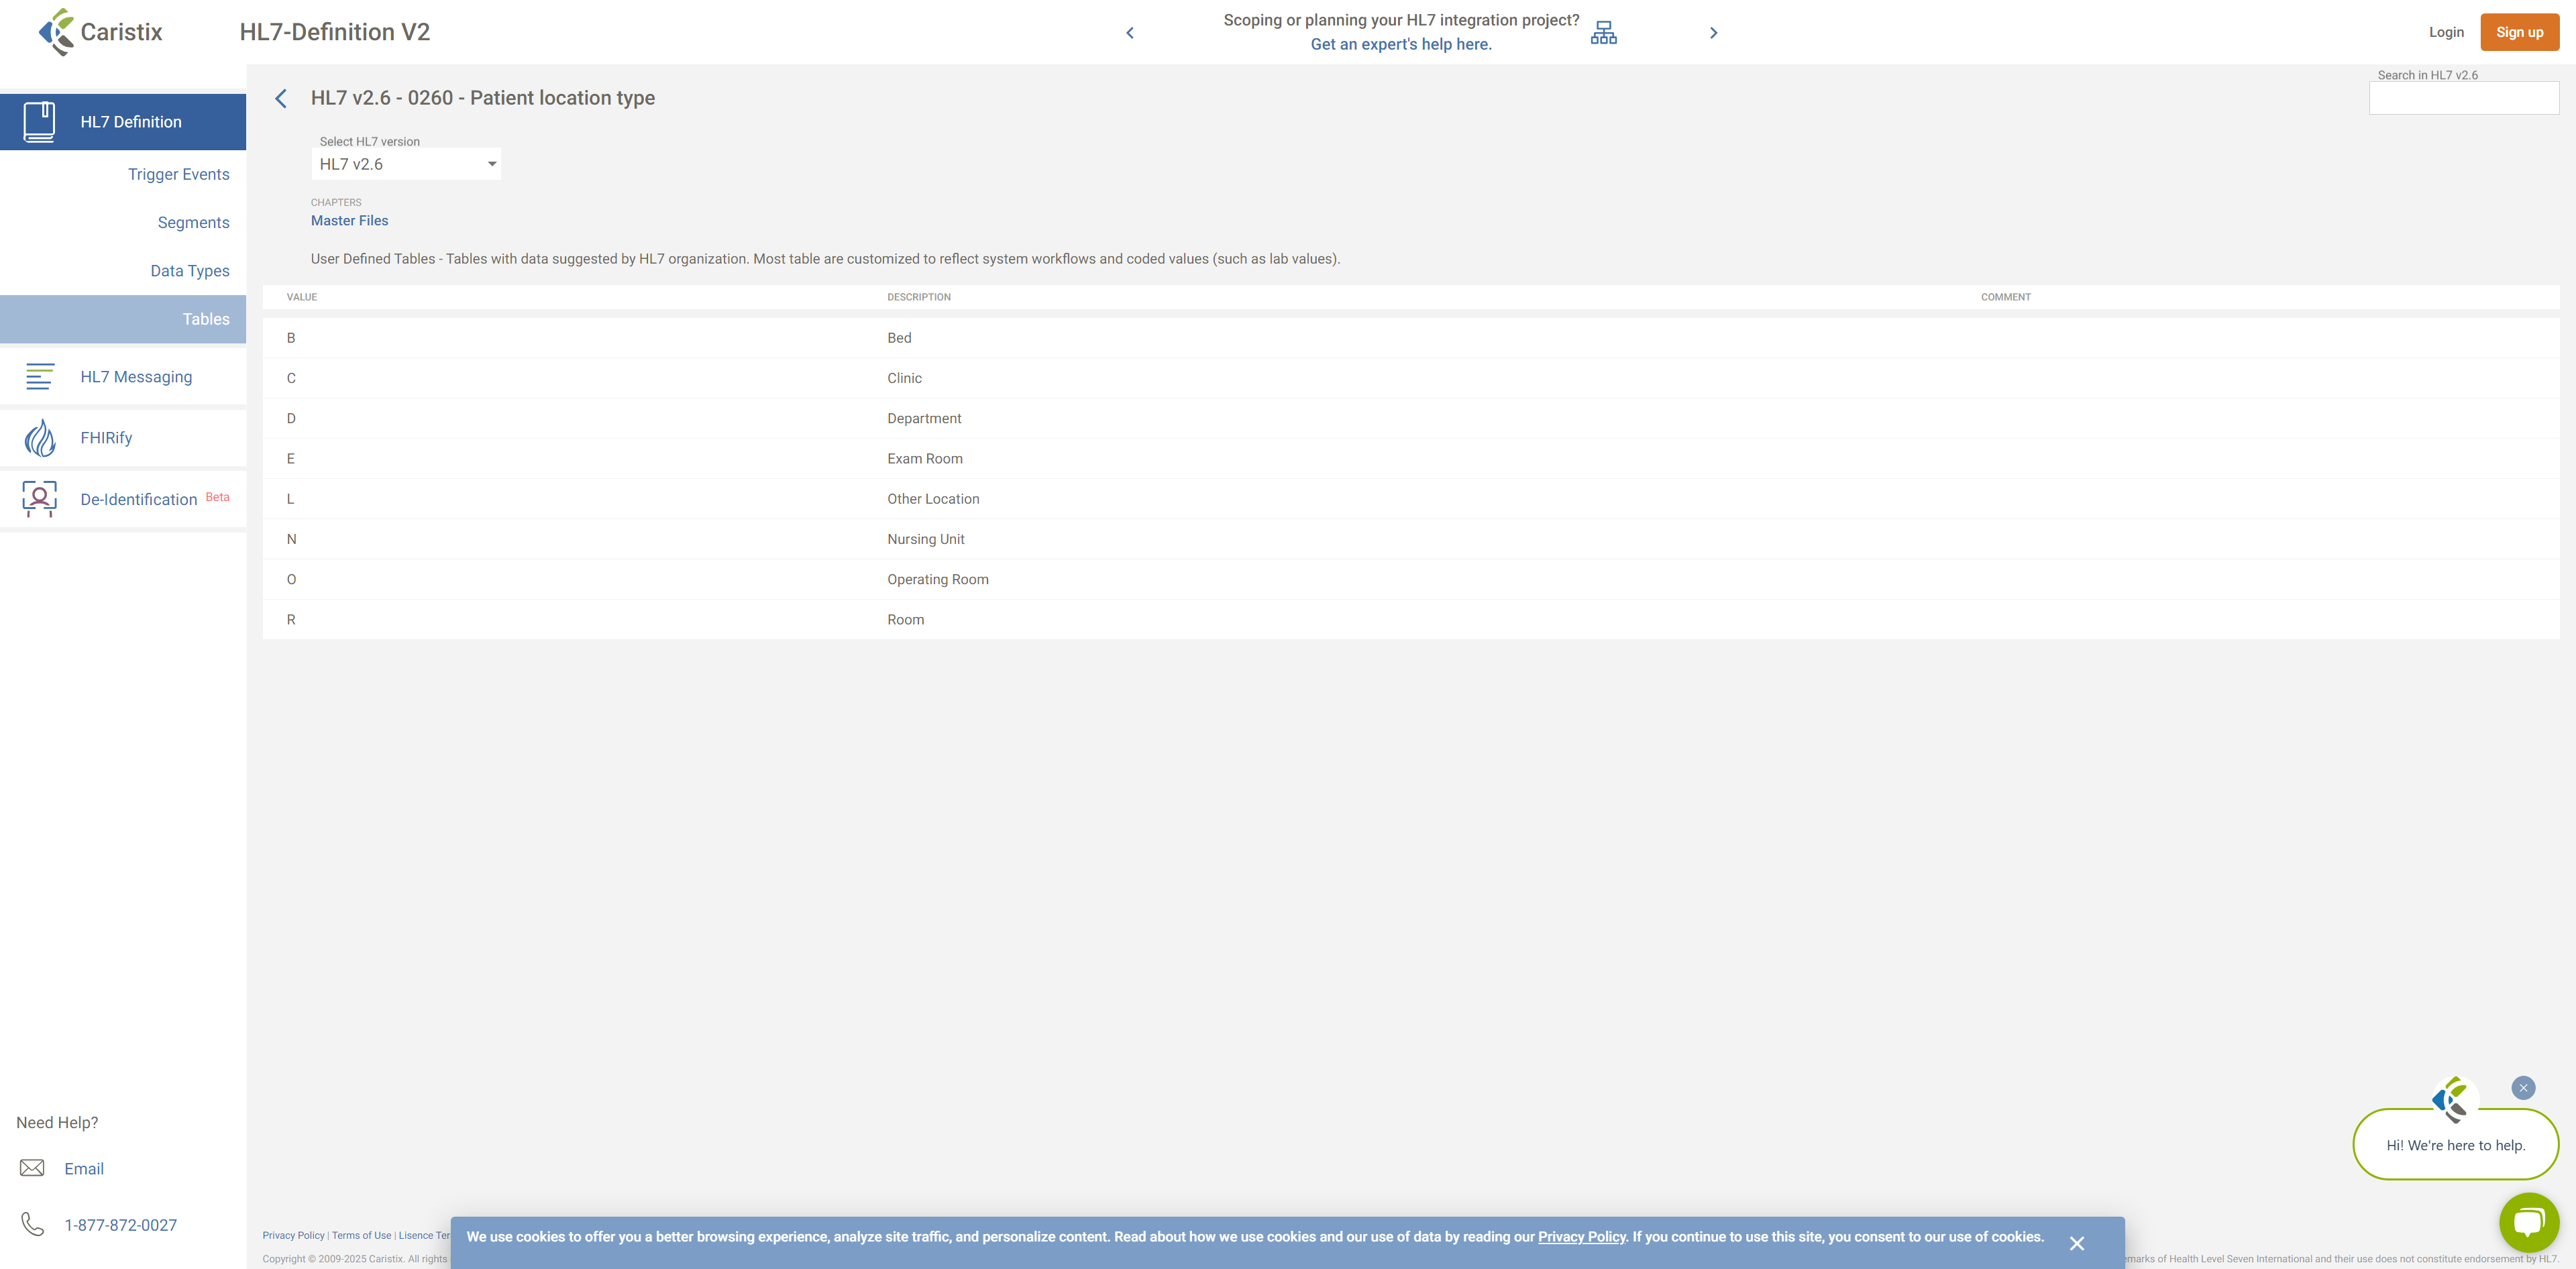 Caristix
HL7-Definition V2
Scoping or planning your HL7 integration project?
Get an expert's help here.
Login
Sign up
HL7 Definition
Trigger Events
Segments
Data Types
Tables
HL7 Messaging
FHIRify
De-Identification Beta
Need Help?
Email
1-877-872-0027
HL7 v2.6 - 0260 - Patient location type
Search in HL7 v2.6
Select HL7 version
HL7 v2.6
CHAPTERS
Master Files
User Defined Tables - Tables with data suggested by HL7 organization. Most table are customized to reflect system workflows and coded values (such as lab values).
VALUE DESCRIPTION COMMENT
B Bed
C Clinic
D Department
E Exam Room
L Other Location
N Nursing Unit
O Operating Room
R Room
Hi! We're here to help.
Privacy Policy | Terms of Use | Lisence Ter
We use cookies to offer you a better browsing experience, analyze site traffic, and personalize content. Read about how we use cookies and our use of data by reading our Privacy Policy. If you continue to use this site, you consent to our use of cookies.
Copyright © 2009-2025 Caristix. All rights
emarks of Health Level Seven International and their use does not constitute endorsement by HL7.